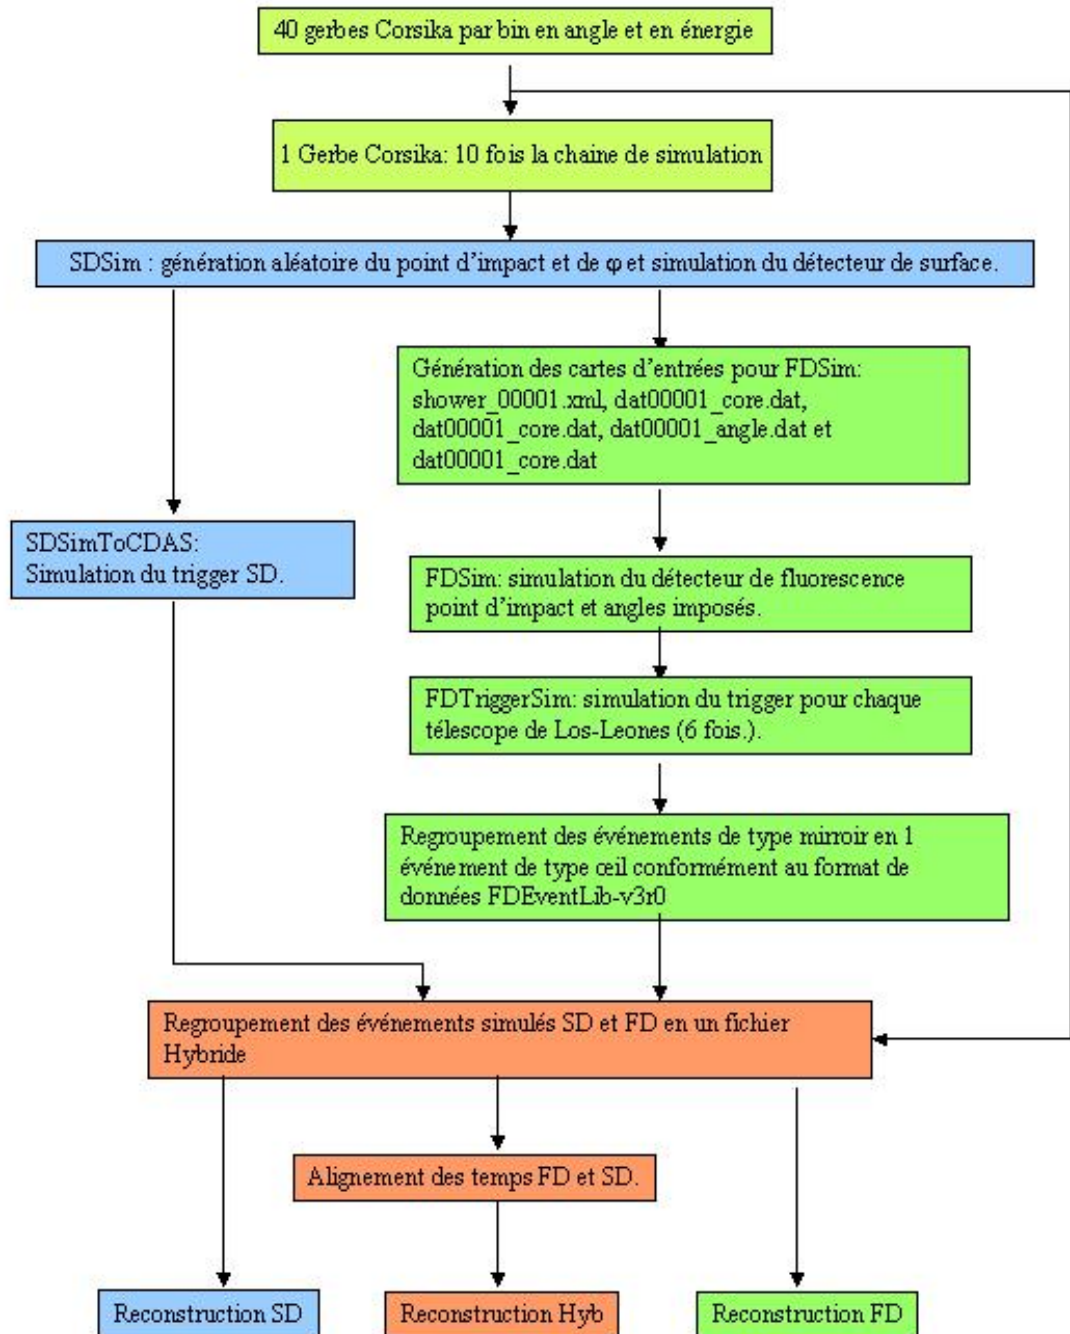 40 gerbes Corsika par bin en angle et en énergie
1 Gerbe Corsika: 10 fois la chaine de simulation
SDSim : génération aléatoire du point d'impact et de φ et simulation du détecteur de surface.
Génération des cartes d'entrées pour FDSim:
shower_00001.xml, dat00001_core.dat,
dat00001_core.dat, dat00001_angle.dat et
dat00001_core.dat
SDSimToCDAS:
Simulation du trigger SD.
FDSim: simulation du détecteur de fluorescence
point d'impact et angles imposés.
FDTriggerSim: simulation du trigger pour chaque
télescope de Los-Leones (6 fois.).
Regroupement des événements de type mirroir en 1
événement de type œil conformément au format de
données FDEventLib-v3r0
Regroupement des événements simulés SD et FD en un fichier
Hybride
Alignement des temps FD et SD.
Reconstruction SD
Reconstruction Hyb
Reconstruction FD